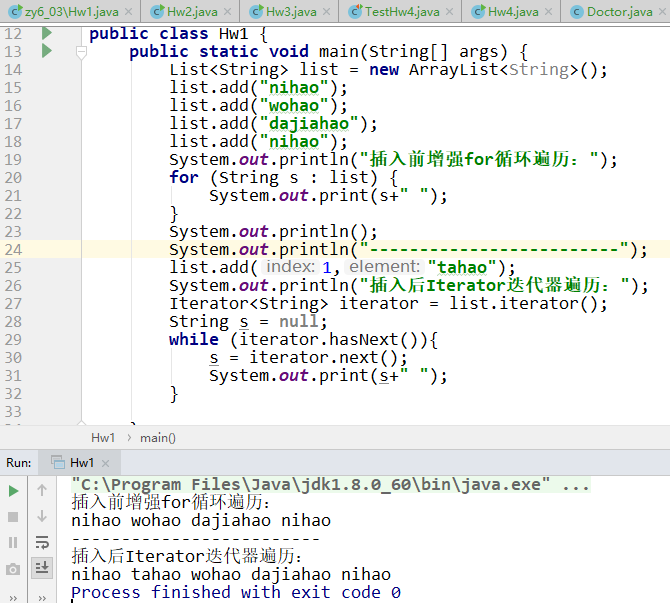 zy6_03\Hw1.java × Hw2.java × Hw3.java × TestHw4.java × Hw4.java × Doctor.java ×
12 public class Hw1 {
13 public static void main(String[] args) {
14 List<String> list = new ArrayList<String>();
15 list.add("nihao");
16 list.add("wohao");
17 list.add("dajiahao");
18 list.add("nihao");
19 System.out.println("插入前增强for循环遍历：");
20 for (String s : list) {
21 System.out.print(s+" ");
22 }
23 System.out.println();
24 System.out.println("-------------------------");
25 list.add( index: 1, element: "tahao");
26 System.out.println("插入后Iterator迭代器遍历：");
27 Iterator<String> iterator = list.iterator();
28 String s = null;
29 while (iterator.hasNext()){
30 s = iterator.next();
31 System.out.print(s+" ");
32 }
33
Hw1 › main()
Run: Hw1 ×
"C:\Program Files\Java\jdk1.8.0_60\bin\java.exe" ...
插入前增强for循环遍历：
nihao wohao dajiahao nihao
-------------------------
插入后Iterator迭代器遍历：
nihao tahao wohao dajiahao nihao
Process finished with exit code 0